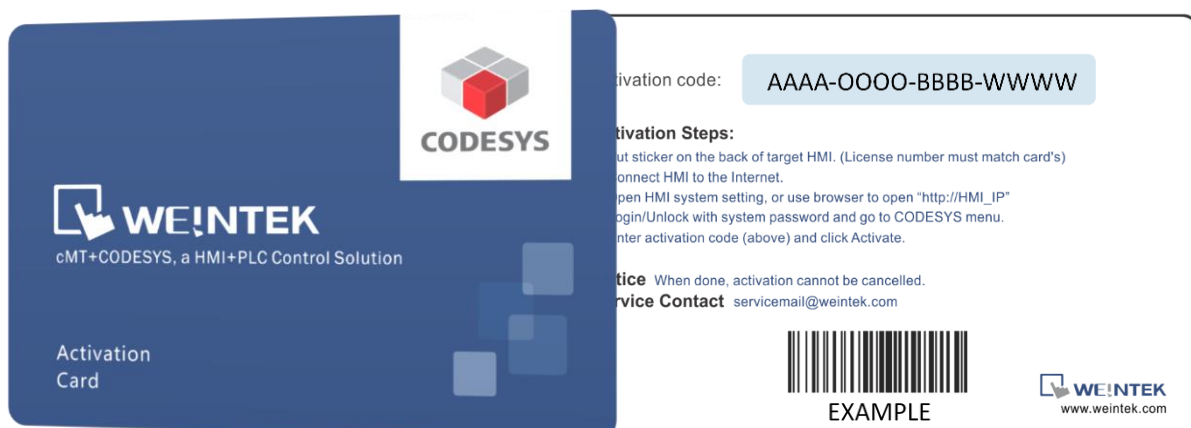 CODESYS
WEINTEK
cMT+CODESYS, a HMI+PLC Control Solution
Activation
Card
tivation code: AAAA-OOOO-BBBB-WWWW
tivation Steps:
ut sticker on the back of target HMI. (License number must match card's)
onnect HMI to the Internet.
pen HMI system setting, or use browser to open “http://HMI_IP”
ogin/Unlock with system password and go to CODESYS menu.
nter activation code (above) and click Activate.
tice When done, activation cannot be cancelled.
rvice Contact servicemail@weintek.com
EXAMPLE
WEINTEK
www.weintek.com